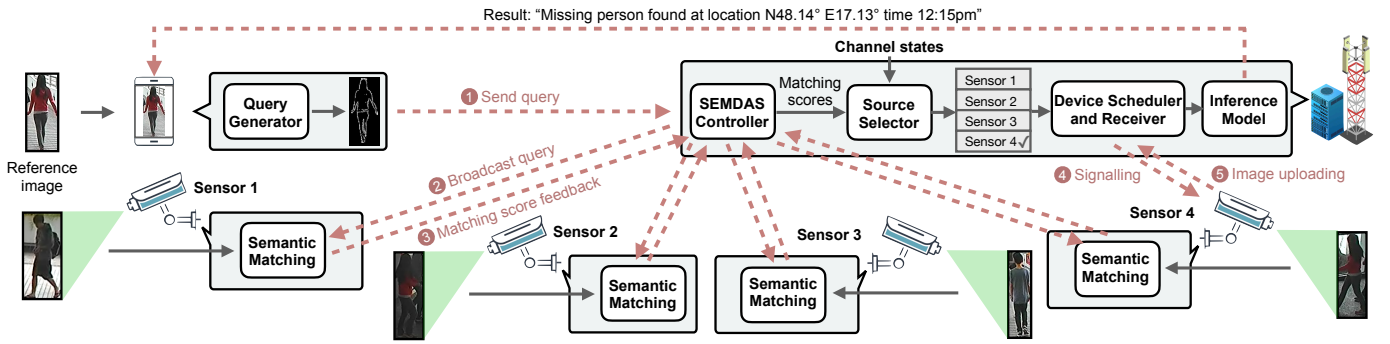 Result: “Missing person found at location N48.14° E17.13° time 12:15pm”
Channel states
Reference
image
Query
Generator
1 Send query
SEMDAS
Controller
Matching
scores
Source
Selector
Sensor 1
Sensor 2
Sensor 3
Sensor 4✓
Device Scheduler
and Receiver
Inference
Model
2 Broadcast query
3 Matching score feedback
4 Signalling
5 Image uploading
Sensor 1
Semantic
Matching
Sensor 2
Semantic
Matching
Sensor 3
Semantic
Matching
Sensor 4
Semantic
Matching